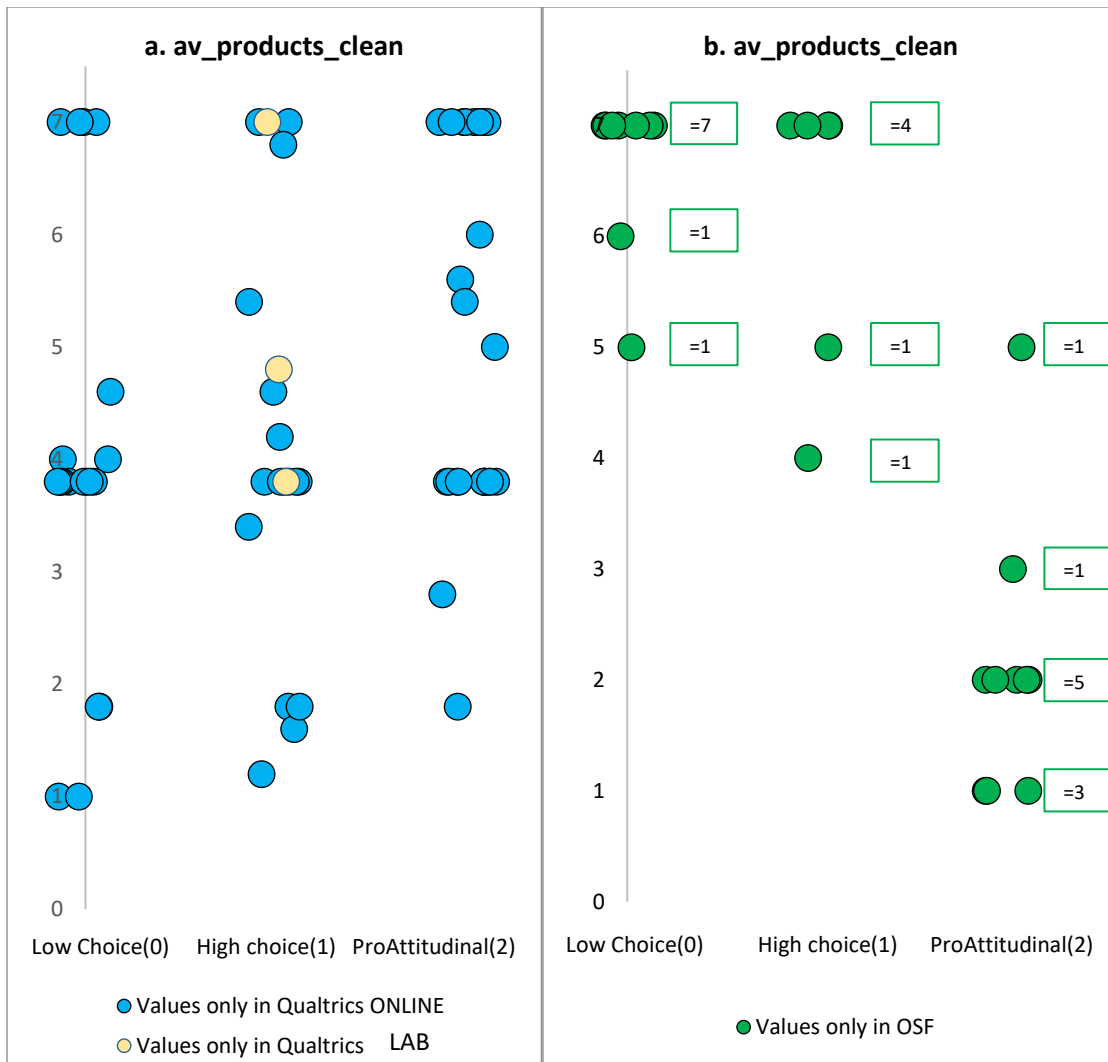 a. av_products_clean
7
6
5
4
3
2
1
0
Low Choice(0) High choice(1) ProAttitudinal(2)
Values only in Qualtrics ONLINE
Values only in Qualtrics LAB
b. av_products_clean
7 =7 =4
6 =1
5 =1 =1 =1
4 =1
3 =1
2 =5
1 =3
0
Low Choice(0) High choice(1) ProAttitudinal(2)
Values only in OSF